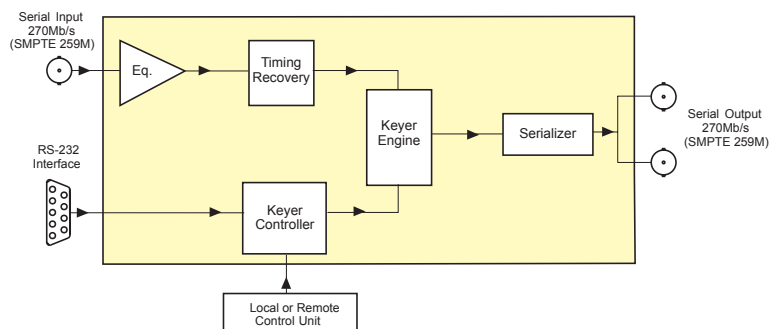 Serial Input
270Mb/s
(SMPTE 259M)
Eq.
Timing
Recovery
Keyer
Engine
Serializer
Serial Output
270Mb/s
(SMPTE 259M)
RS-232
Interface
Keyer
Controller
Local or Remote
Control Unit